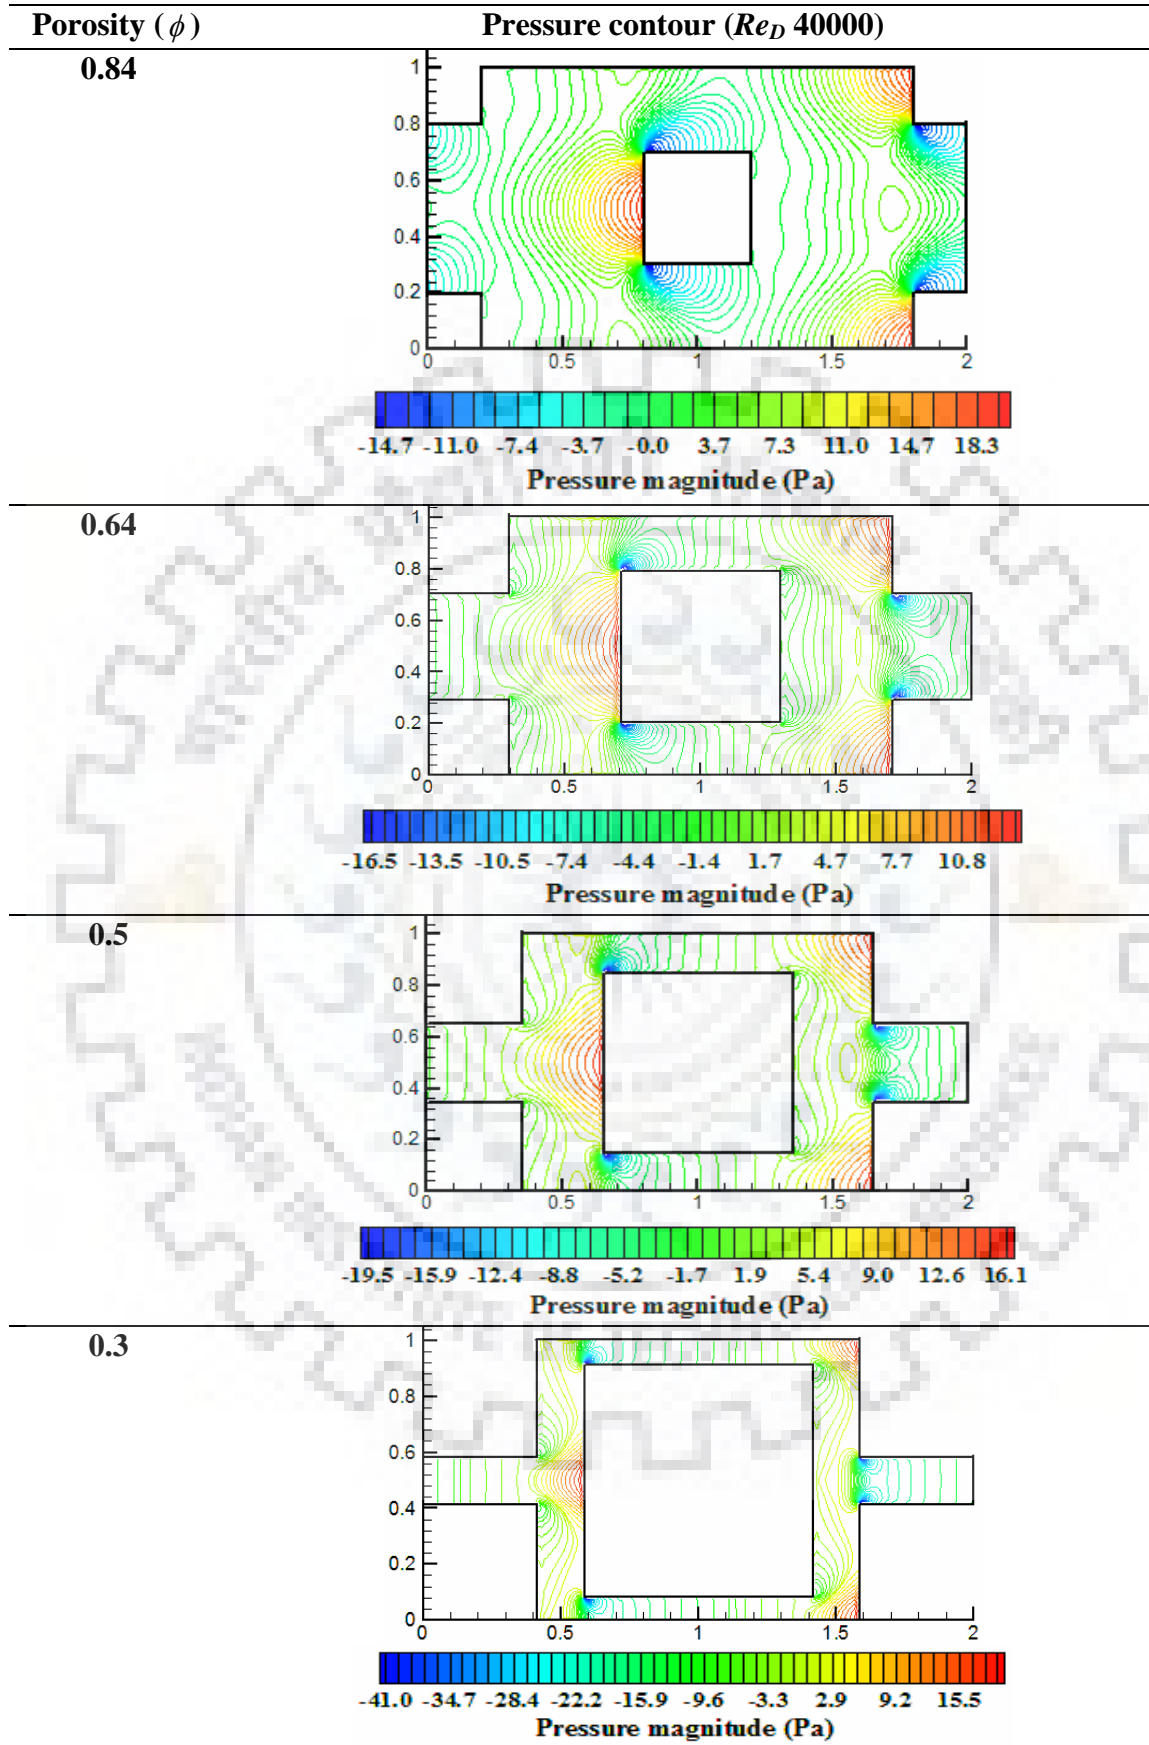 Porosity (ϕ) Pressure contour (Re_D 40000)
0.84
1
0.8
0.6
0.4
0.2
0
0 0.5 1 1.5 2
-14.7 -11.0 -7.4 -3.7 -0.0 3.7 7.3 11.0 14.7 18.3
Pressure magnitude (Pa)
0.64
1
0.8
0.6
0.4
0.2
0
0 0.5 1 1.5 2
-16.5 -13.5 -10.5 -7.4 -4.4 -1.4 1.7 4.7 7.7 10.8
Pressure magnitude (Pa)
0.5
1
0.8
0.6
0.4
0.2
0
0 0.5 1 1.5 2
-19.5 -15.9 -12.4 -8.8 -5.2 -1.7 1.9 5.4 9.0 12.6 16.1
Pressure magnitude (Pa)
0.3
1
0.8
0.6
0.4
0.2
0
0 0.5 1 1.5 2
-41.0 -34.7 -28.4 -22.2 -15.9 -9.6 -3.3 2.9 9.2 15.5
Pressure magnitude (Pa)